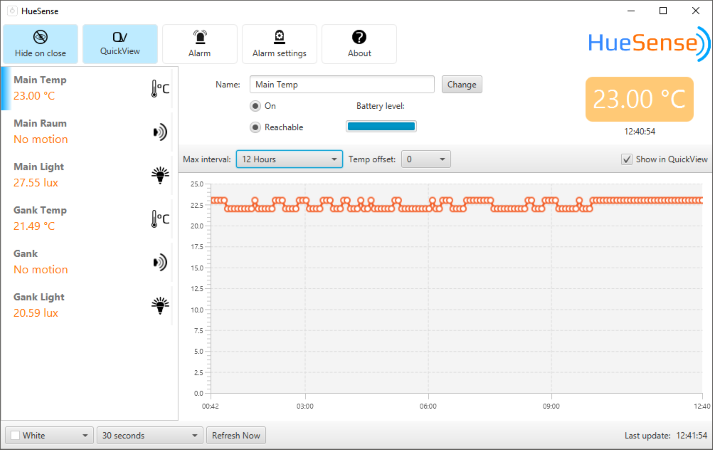 HueSense
Hide on close
QV
QuickView
Alarm
Alarm settings
?
About
HueSense
Main Temp
23.00 °C
°C
Main Raum
No motion
Main Light
27.55 lux
Gank Temp
21.49 °C
°C
Gank
No motion
Gank Light
20.59 lux
Name:
Main Temp
Change
On
Battery level:
Reachable
23.00 °C
12:40:54
Max interval:
12 Hours
Temp offset:
0
Show in QuickView
25.0
22.5
20.0
17.5
15.0
12.5
10.0
7.5
5.0
2.5
0.0
00:42
03:00
06:00
09:00
12:40
White
30 seconds
Refresh Now
Last update: 12:41:54